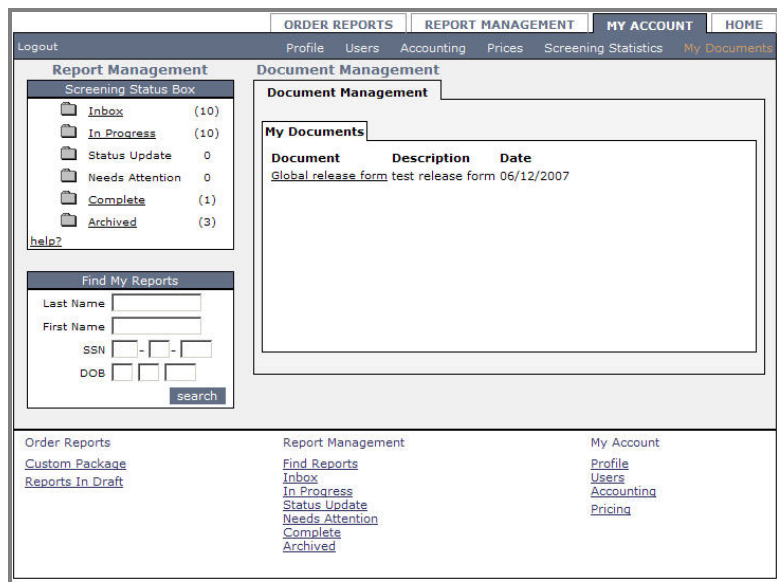 ORDER REPORTS REPORT MANAGEMENT MY ACCOUNT HOME
Logout Profile Users Accounting Prices Screening Statistics My Documents
Report Management Document Management
Screening Status Box
Inbox (10)
In Progress (10)
Status Update 0
Needs Attention 0
Complete (1)
Archived (3)
help?
Document Management
My Documents
Document Description Date
Global release form test release form 06/12/2007
Find My Reports
Last Name
First Name
SSN - -
DOB
search
Order Reports
Custom Package
Reports In Draft
Report Management
Find Reports
Inbox
In Progress
Status Update
Needs Attention
Complete
Archived
My Account
Profile
Users
Accounting
Pricing